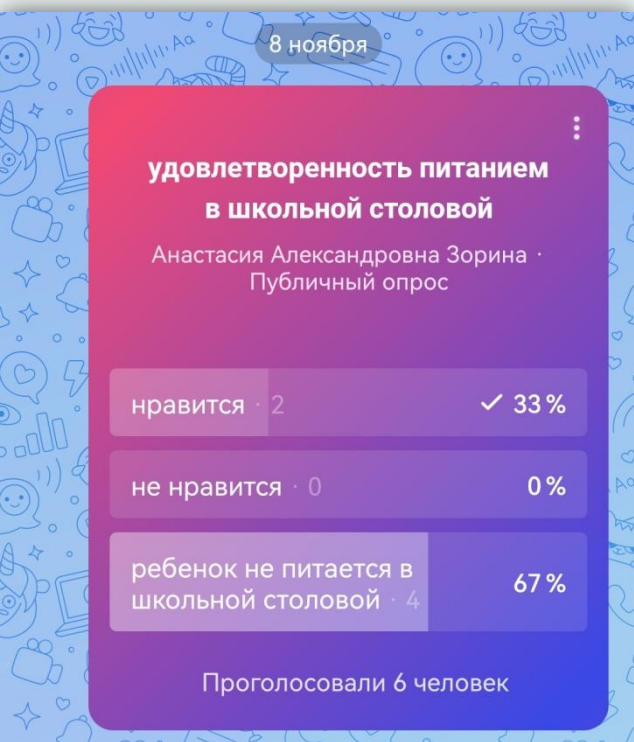 8 ноября
удовлетворенность питанием
в школьной столовой
Анастасия Александровна Зорина ·
Публичный опрос
нравится · 2 33 %
не нравится · 0 0 %
ребенок не питается в
школьной столовой · 4 67 %
Проголосовали 6 человек